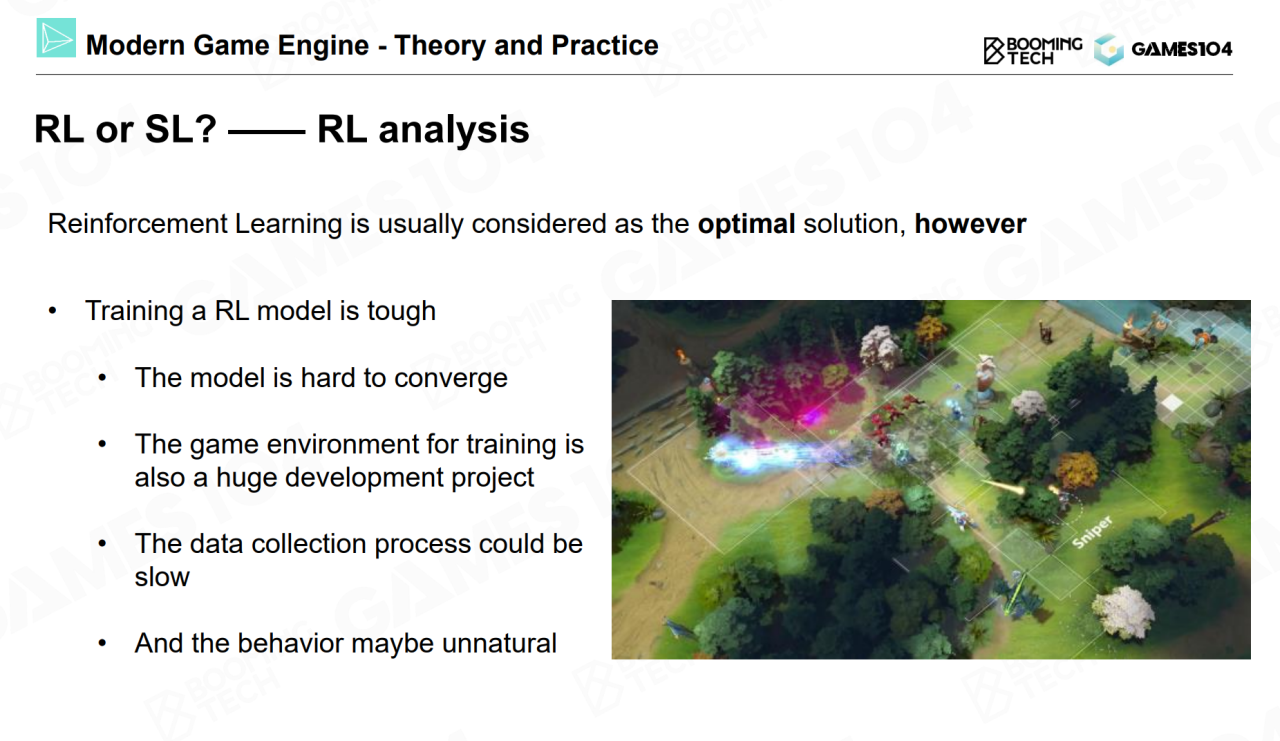 Modern Game Engine - Theory and Practice
BOOMING
TECH
GAMES104
RL or SL? —— RL analysis
Reinforcement Learning is usually considered as the optimal solution, however
• Training a RL model is tough
• The model is hard to converge
• The game environment for training is
also a huge development project
• The data collection process could be
slow
• And the behavior maybe unnatural
Sniper